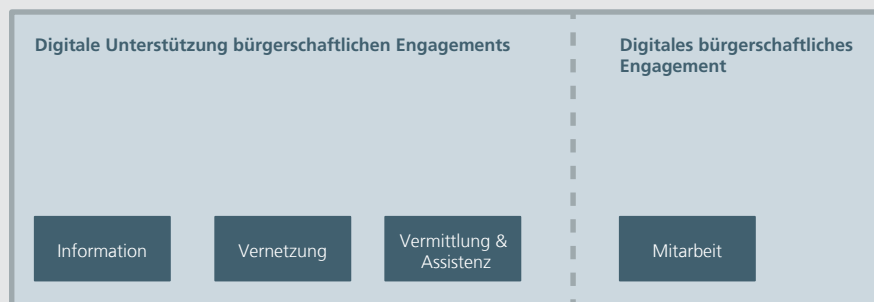 Digitale Unterstützung bürgerschaftlichen Engagements
Digitales bürgerschaftliches
Engagement
Information
Vernetzung
Vermittlung &
Assistenz
Mitarbeit